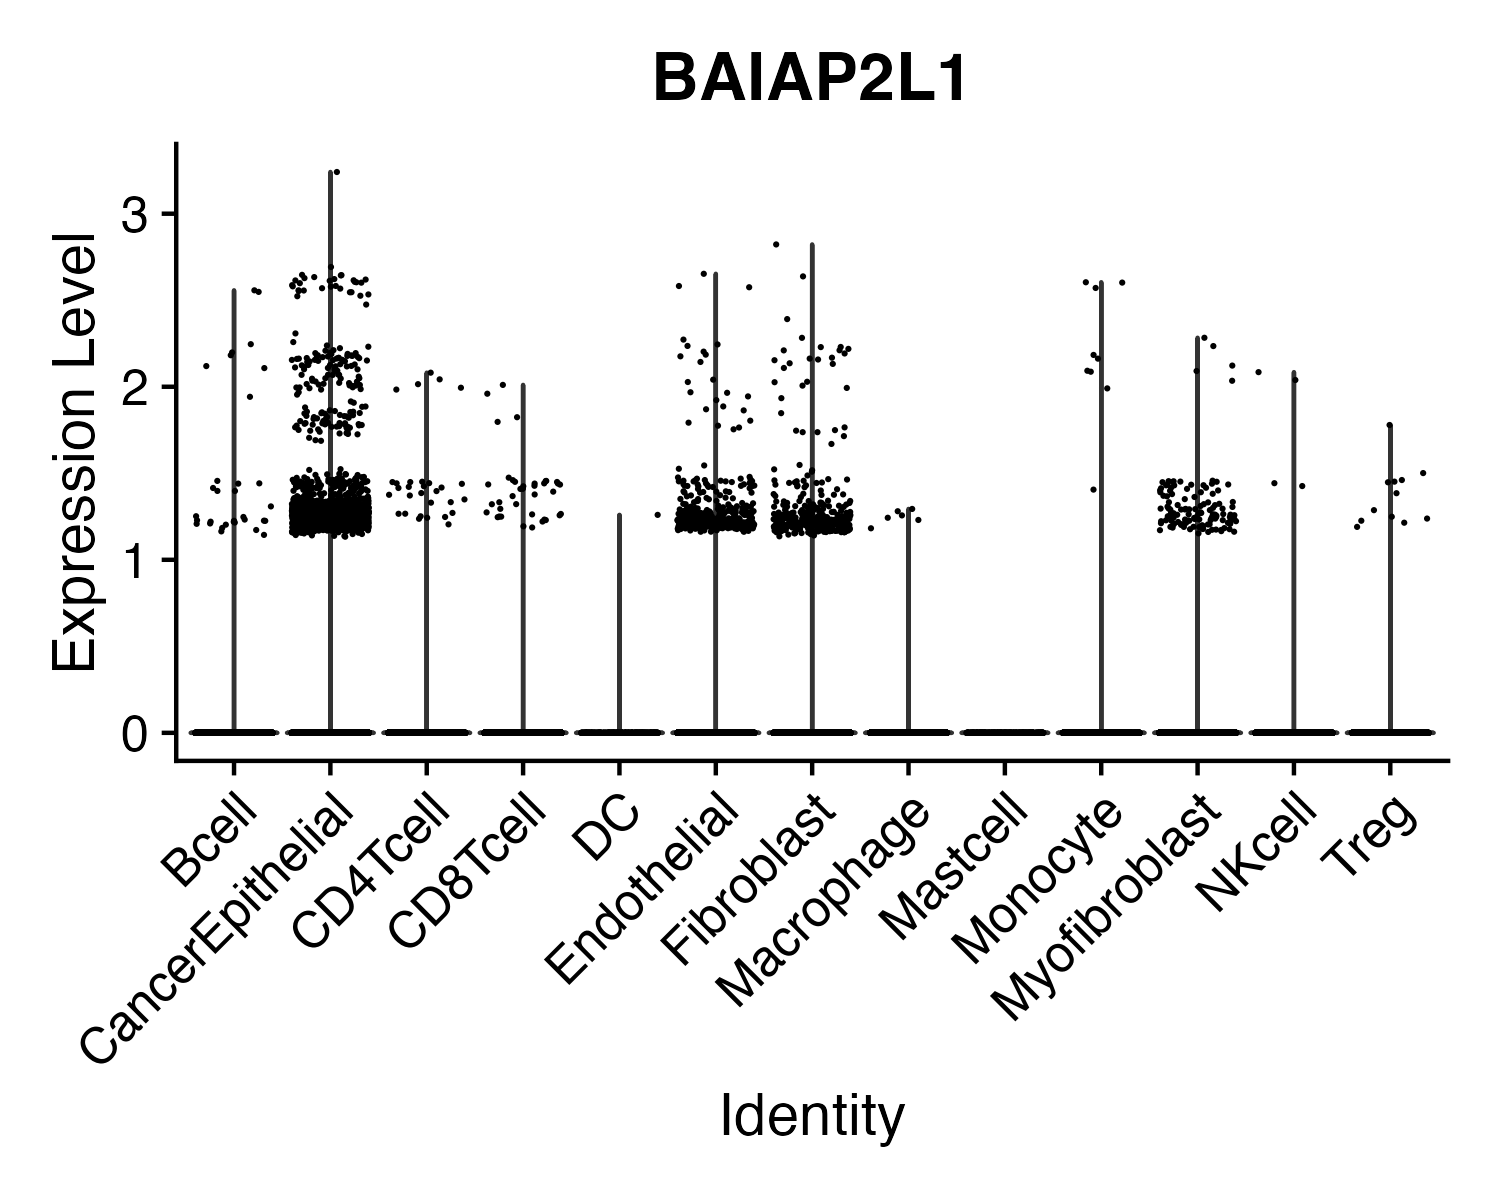 BAIAP2L1
Expression Level
3
2
1
0
Bcell
CancerEpithelial
CD4Tcell
CD8Tcell
DC
Endothelial
Fibroblast
Macrophage
Mastcell
Monocyte
Myofibroblast
NKcell
Treg
Identity